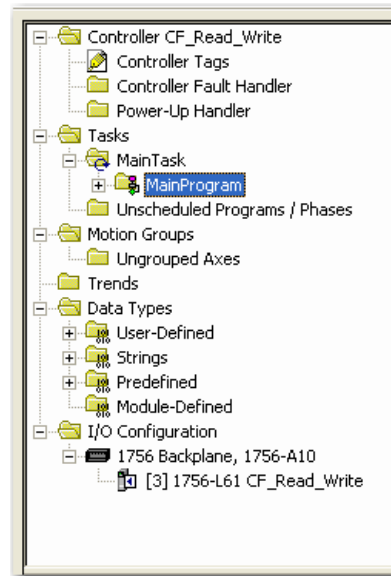 Controller CF_Read_Write
Controller Tags
Controller Fault Handler
Power-Up Handler
Tasks
MainTask
MainProgram
Unscheduled Programs / Phases
Motion Groups
Ungrouped Axes
Trends
Data Types
User-Defined
Strings
Predefined
Module-Defined
I/O Configuration
1756 Backplane, 1756-A10
[3] 1756-L61 CF_Read_Write